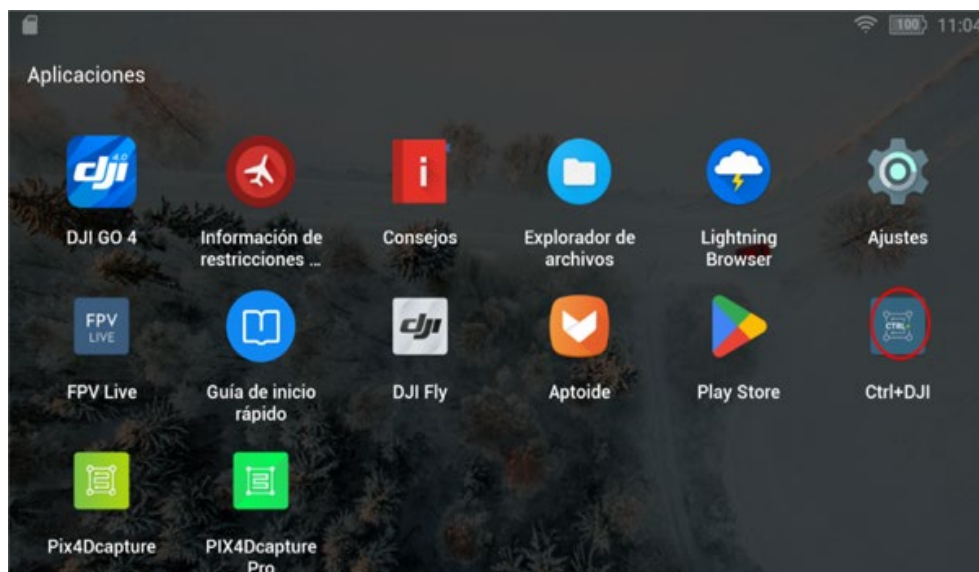 100 11:04
Aplicaciones
dji 4.0
i
DJI GO 4
Información de
restricciones ...
Consejos
Explorador de
archivos
Lightning
Browser
Ajustes
FPV
LIVE
dji
CTRL+
FPV Live
Guía de inicio
rápido
DJI Fly
Aptoide
Play Store
Ctrl+DJI
Pix4Dcapture
PIX4Dcapture
Pro